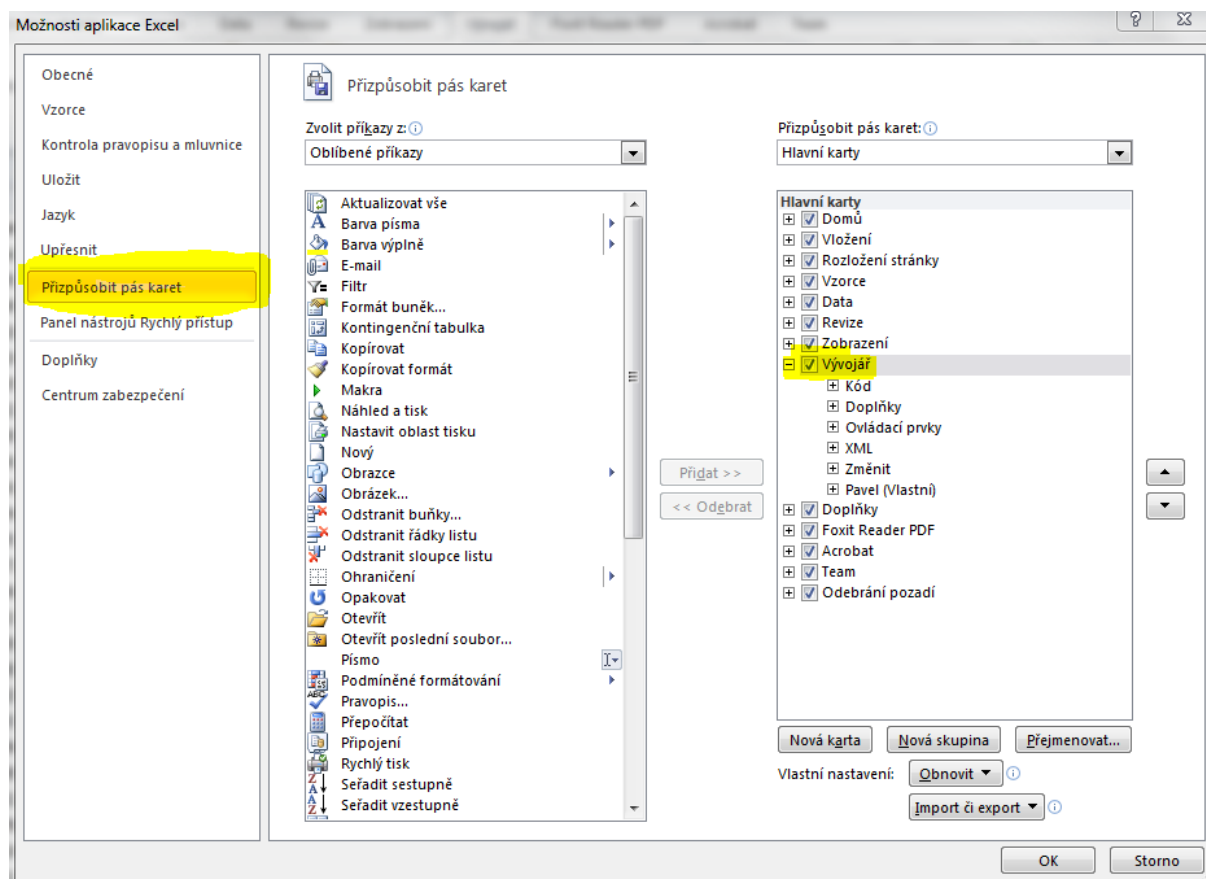 Možnosti aplikace Excel
Obecné
Vzorce
Kontrola pravopisu a mluvnice
Uložit
Jazyk
Upřesnit
Přizpůsobit pás karet
Panel nástrojů Rychlý přístup
Doplňky
Centrum zabezpečení
Přizpůsobit pás karet
Zvolit příkazy z:
Oblíbené příkazy
Aktualizovat vše
Barva písma
Barva výplně
E-mail
Filtr
Formát buněk...
Kontingenční tabulka
Kopírovat
Kopírovat formát
Makra
Náhled a tisk
Nastavit oblast tisku
Nový
Obrazce
Obrázek...
Odstranit buňky...
Odstranit řádky listu
Odstranit sloupce listu
Ohraničení
Opakovat
Otevřít
Otevřít poslední soubor...
Písmo
Podmíněné formátování
Pravopis...
Přepočítat
Připojení
Rychlý tisk
Seřadit sestupně
Seřadit vzestupně
Přidat >>
<< Odebrat
Přizpůsobit pás karet:
Hlavní karty
Hlavní karty
Domů
Vložení
Rozložení stránky
Vzorce
Data
Revize
Zobrazení
Vývojář
Kód
Doplňky
Ovládací prvky
XML
Změnit
Pavel (Vlastní)
Doplňky
Foxit Reader PDF
Acrobat
Team
Odebrání pozadí
Nová karta
Nová skupina
Přejmenovat...
Vlastní nastavení:
Obnovit
Import či export
OK
Storno